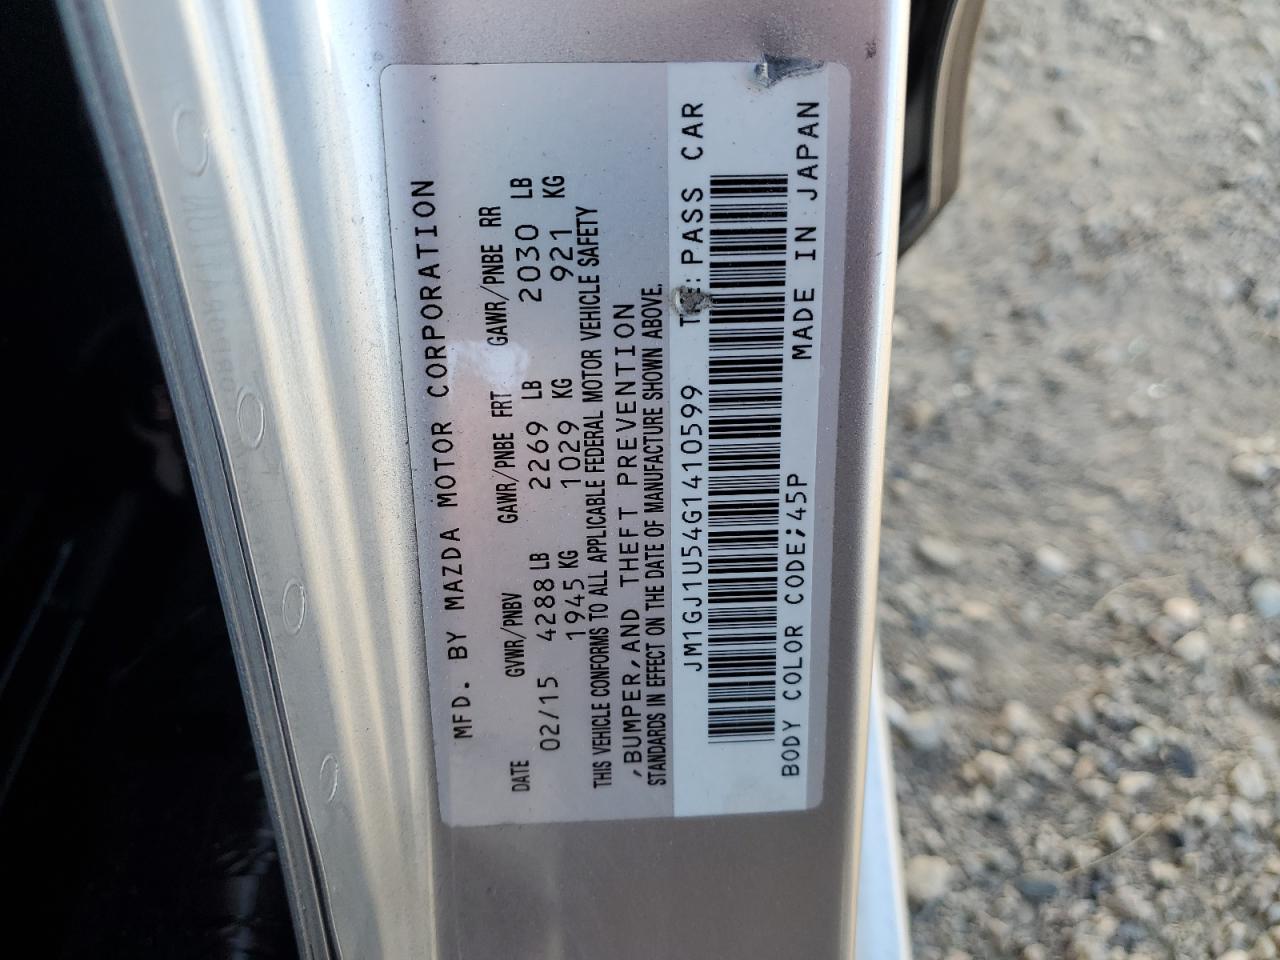 MFD. BY MAZDA MOTOR CORPORATION
DATE GVWR/PNBV GAWR/PNBE FRT GAWR/PNBE RR
02/15 4288 LB 2269 LB 2030 LB
1945 KG 1029 KG 921 KG
THIS VEHICLE CONFORMS TO ALL APPLICABLE FEDERAL MOTOR VEHICLE SAFETY
,BUMPER,AND THEFT PREVENTION
STANDARDS IN EFFECT ON THE DATE OF MANUFACTURE SHOWN ABOVE.
JM1GJ1U54G1410599 PASS CAR
BODY COLOR CODE;45P MADE IN JAPAN